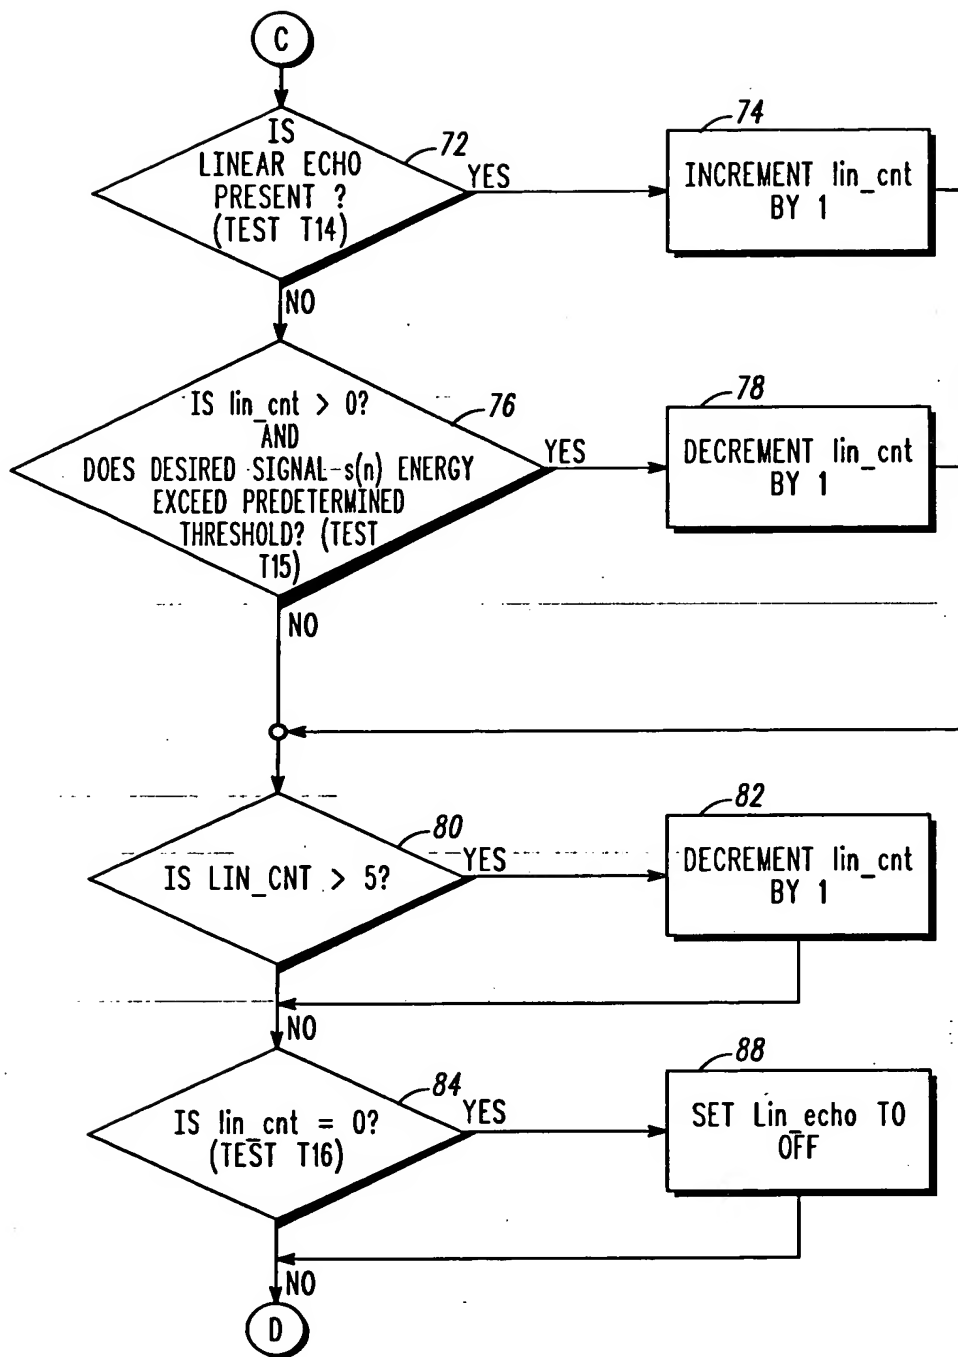 C
IS
LINEAR ECHO
PRESENT ?
(TEST T14)
72
YES
74
INCREMENT lin_cnt
BY 1
NO
IS lin_cnt > 0?
AND
DOES DESIRED SIGNAL s(n) ENERGY
EXCEED PREDETERMINED
THRESHOLD? (TEST
T15)
76
YES
78
DECREMENT lin_cnt
BY 1
NO
IS LIN_CNT > 5?
80
YES
82
DECREMENT lin_cnt
BY 1
NO
IS lin_cnt = 0?
(TEST T16)
84
YES
88
SET Lin_echo TO
OFF
NO
D